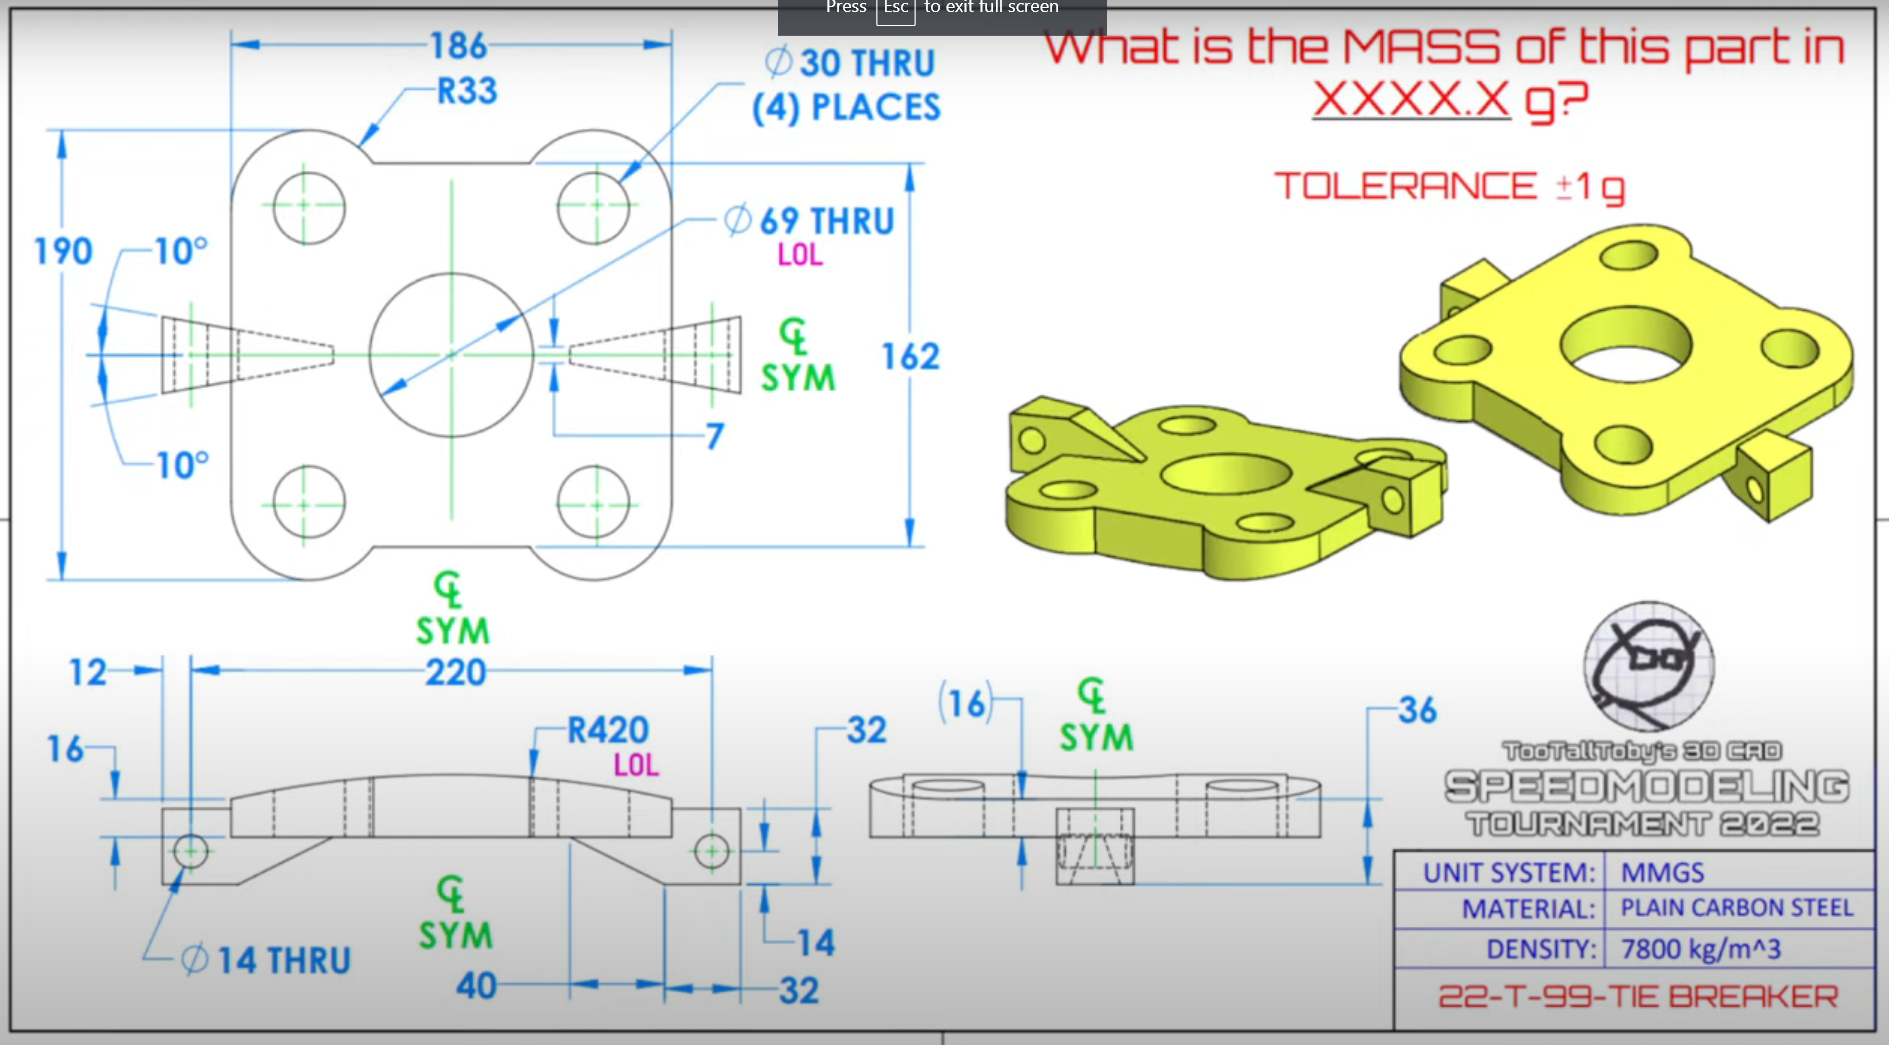 Press Esc to exit full screen
What is the MASS of this part in
XXXX.X g?
TOLERANCE ±1 g
186
R33
Ø 30 THRU
(4) PLACES
Ø 69 THRU
LOL
190
10°
10°
℄
SYM
162
7
℄
SYM
12
220
16
R420
LOL
32
(16)
℄
SYM
36
℄
SYM
Ø 14 THRU
14
40
32
TooTallToby's 3D CAD
SPEEDMODELING
TOURNAMENT 2022
UNIT SYSTEM: MMGS
MATERIAL: PLAIN CARBON STEEL
DENSITY: 7800 kg/m^3
22-T-99-TIE BREAKER